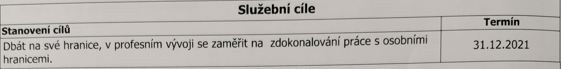 Služební cíle
Stanovení cílů Termín
Dbát na své hranice, v profesním vývoji se zaměřit na zdokonalování práce s osobními 31.12.2021
hranicemi.